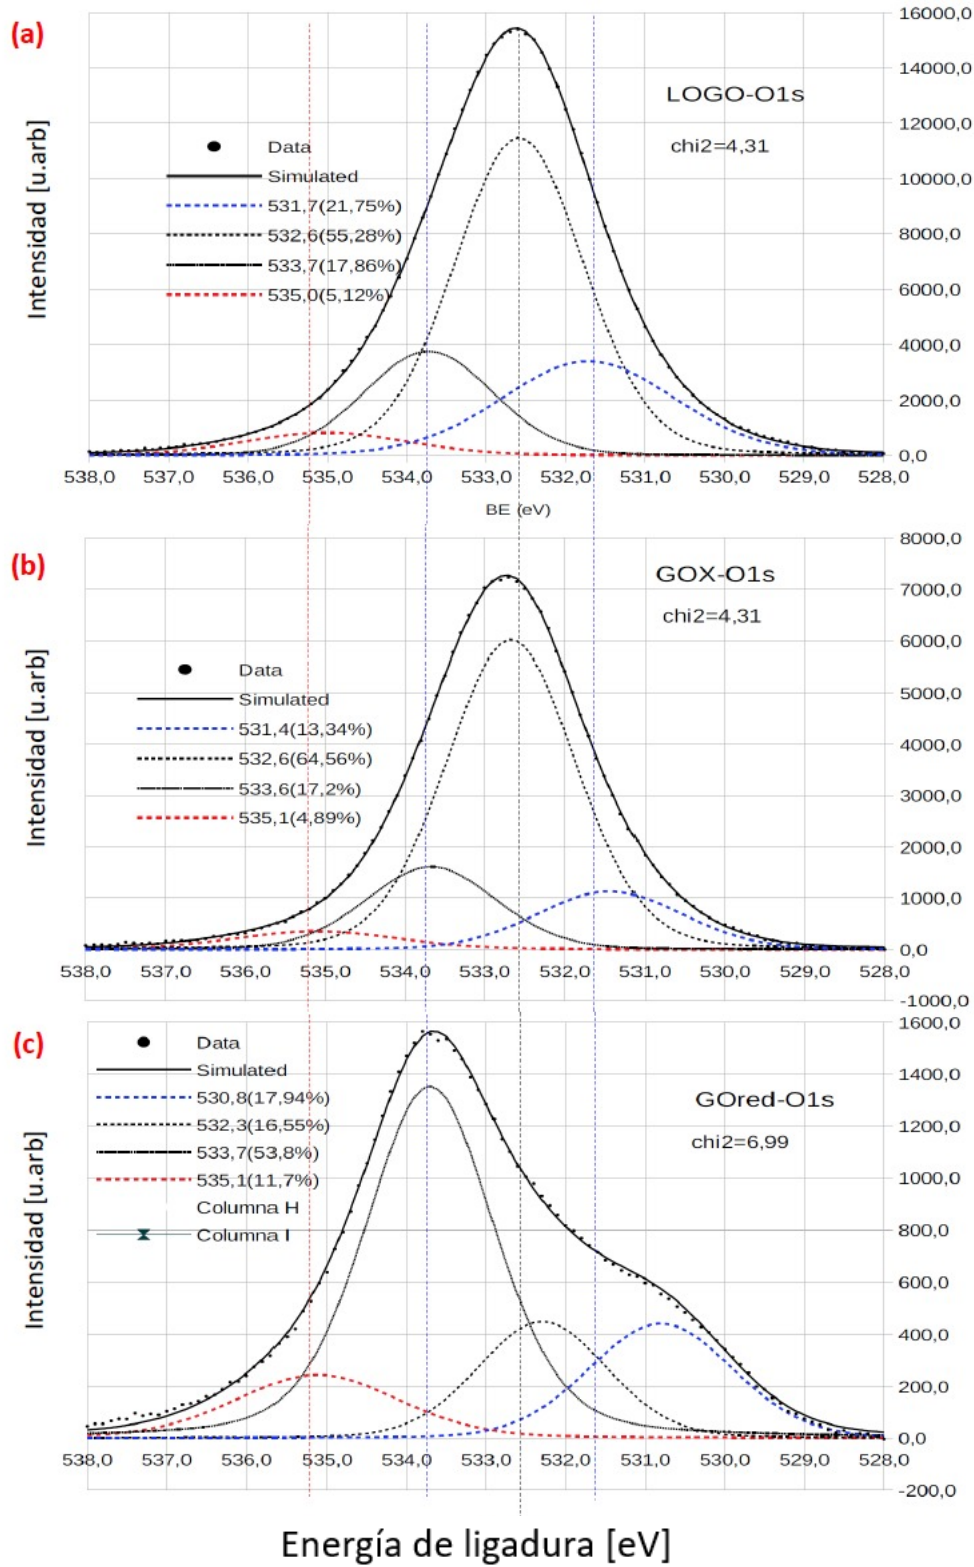 (a)
Intensidad [u.arb]
LOGO-O1s
chi2=4,31
Data
Simulated
531,7(21,75%)
532,6(55,28%)
533,7(17,86%)
535,0(5,12%)
16000,0
14000,0
12000,0
10000,0
8000,0
6000,0
4000,0
2000,0
0,0
538,0 537,0 536,0 535,0 534,0 533,0 532,0 531,0 530,0 529,0 528,0
BE (eV)
(b)
Intensidad [u.arb]
GOX-O1s
chi2=4,31
Data
Simulated
531,4(13,34%)
532,6(64,56%)
533,6(17,2%)
535,1(4,89%)
8000,0
7000,0
6000,0
5000,0
4000,0
3000,0
2000,0
1000,0
0,0
-1000,0
538,0 537,0 536,0 535,0 534,0 533,0 532,0 531,0 530,0 529,0 528,0
(c)
Intensidad [u.arb]
GOred-O1s
chi2=6,99
Data
Simulated
530,8(17,94%)
532,3(16,55%)
533,7(53,8%)
535,1(11,7%)
Columna H
Columna I
1600,0
1400,0
1200,0
1000,0
800,0
600,0
400,0
200,0
0,0
-200,0
538,0 537,0 536,0 535,0 534,0 533,0 532,0 531,0 530,0 529,0 528,0
Energía de ligadura [eV]